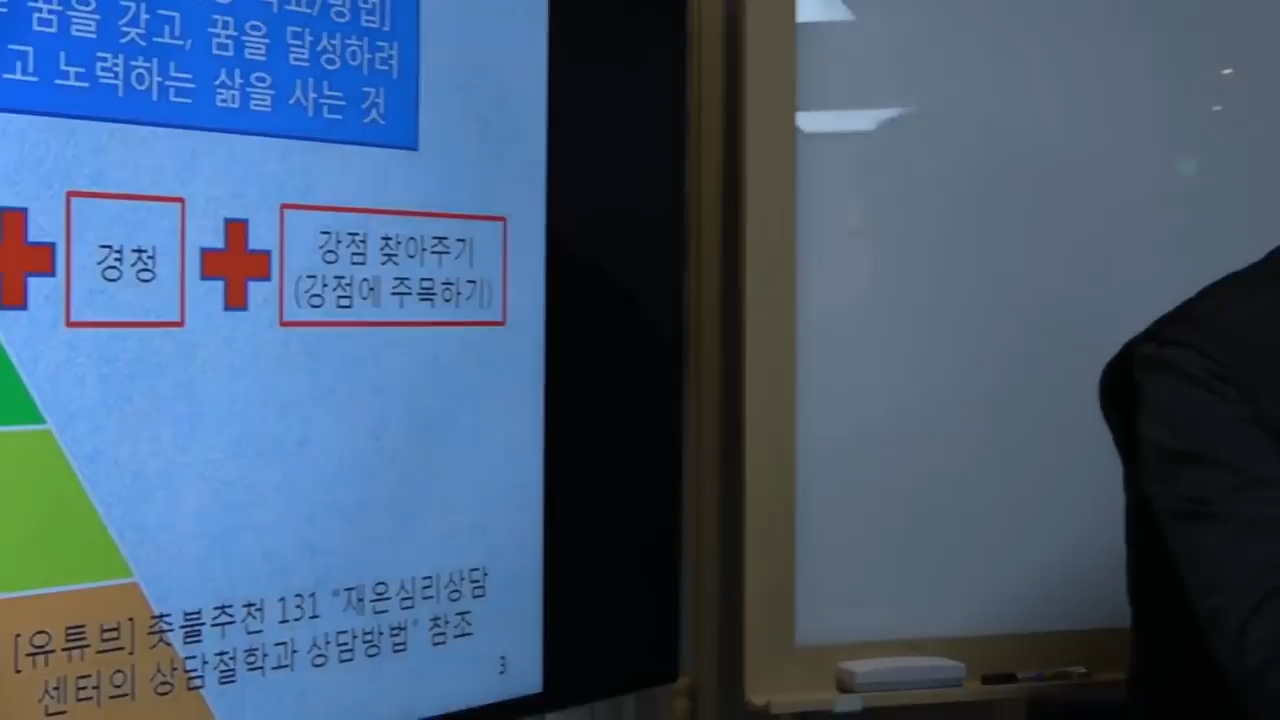 꿈을 갖고, 꿈을 달성하려
고 노력하는 삶을 사는 것
경청
강점 찾아주기
(강점에 주목하기)
[유튜브] 촛불추천 131 "재은심리상담
센터의 상담철학과 상담방법" 참조
3